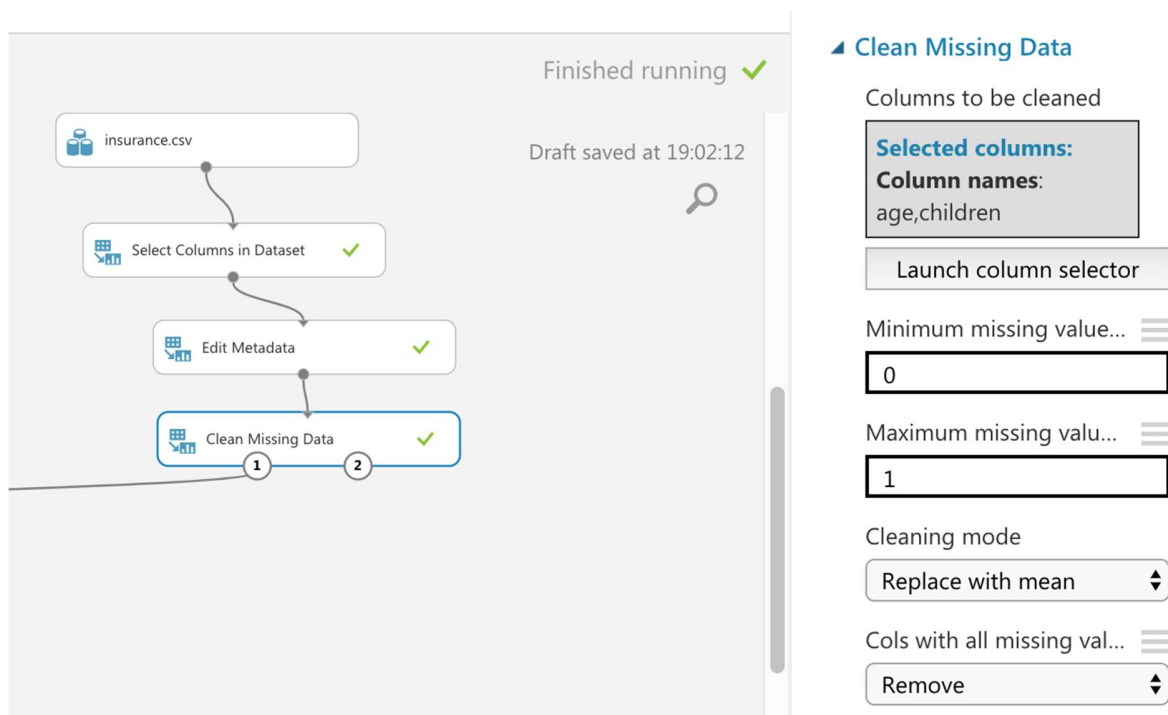 Finished running
insurance.csv
Draft saved at 19:02:12
Select Columns in Dataset
Edit Metadata
Clean Missing Data
1
2
Clean Missing Data
Columns to be cleaned
Selected columns:
Column names:
age,children
Launch column selector
Minimum missing value...
0
Maximum missing valu...
1
Cleaning mode
Replace with mean
Cols with all missing val...
Remove